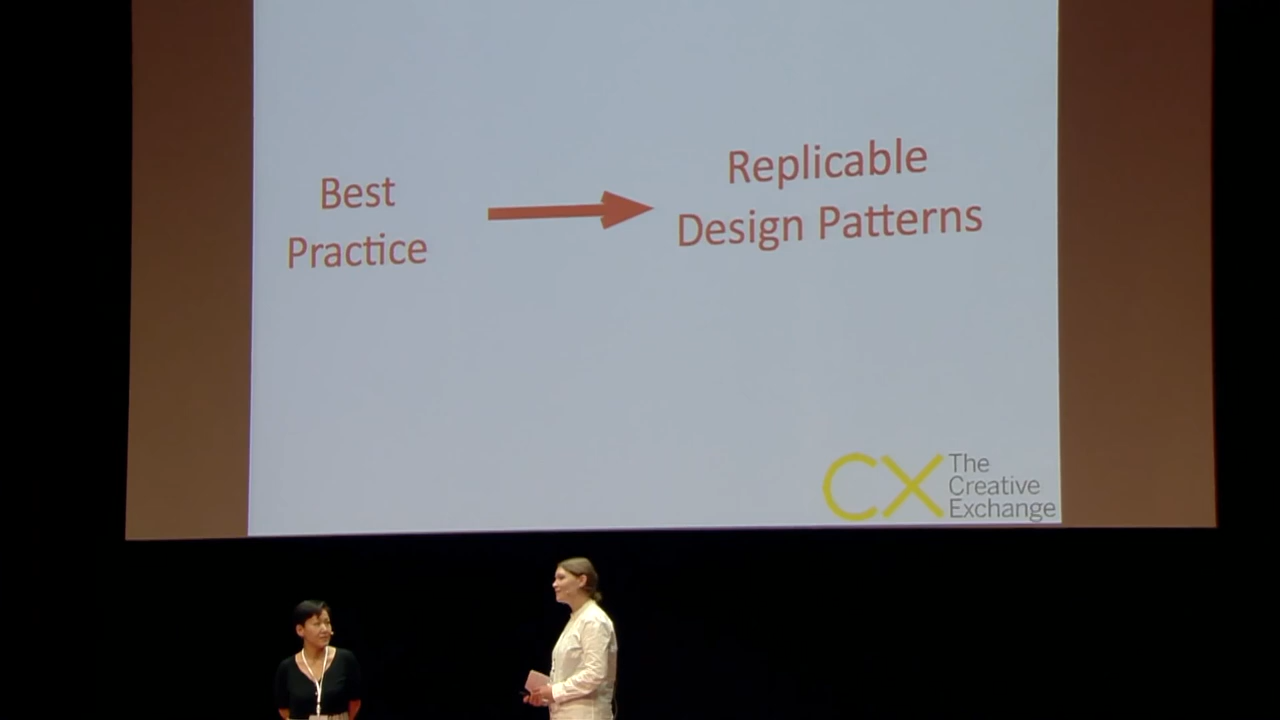 Best
Practice
Replicable
Design Patterns
CX
The
Creative
Exchange